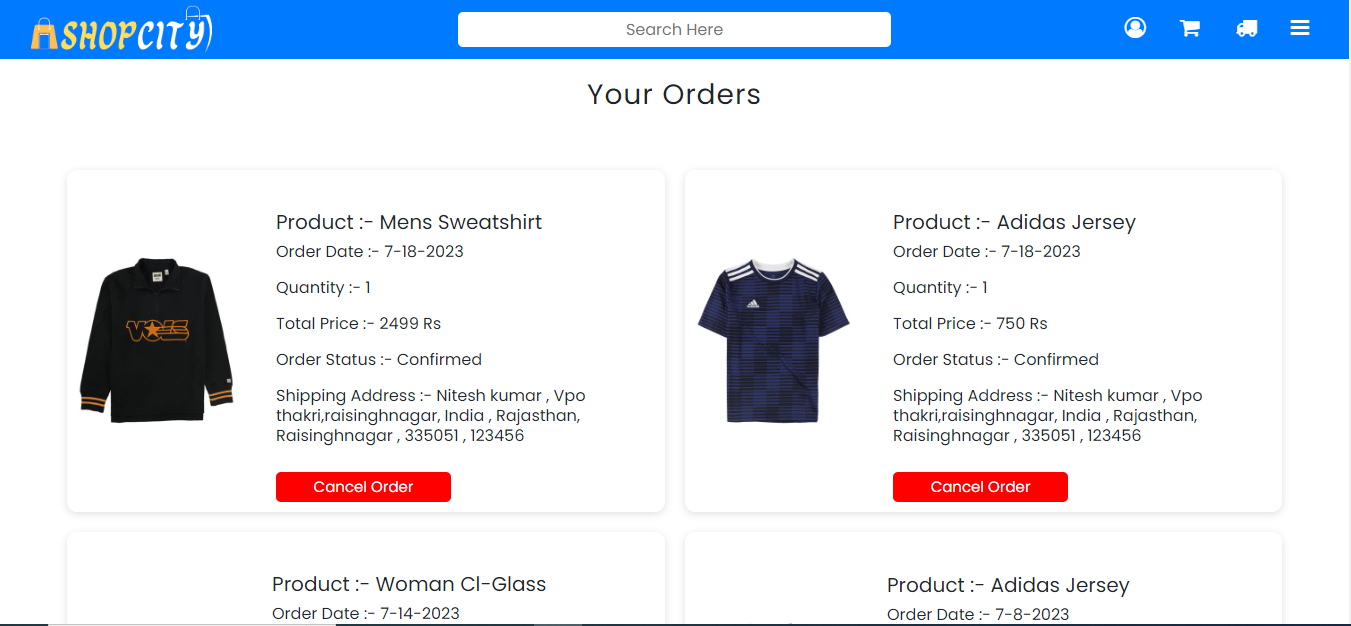 SHOPCITY
Search Here
Your Orders
Product :- Mens Sweatshirt
Order Date :- 7-18-2023
Quantity :- 1
Total Price :- 2499 Rs
Order Status :- Confirmed
Shipping Address :- Nitesh kumar , Vpo
thakri,raisinghnagar, India , Rajasthan,
Raisinghnagar , 335051 , 123456
Cancel Order
Product :- Adidas Jersey
Order Date :- 7-18-2023
Quantity :- 1
Total Price :- 750 Rs
Order Status :- Confirmed
Shipping Address :- Nitesh kumar , Vpo
thakri,raisinghnagar, India , Rajasthan,
Raisinghnagar , 335051 , 123456
Cancel Order
Product :- Woman Cl-Glass
Order Date :- 7-14-2023
Product :- Adidas Jersey
Order Date :- 7-8-2023